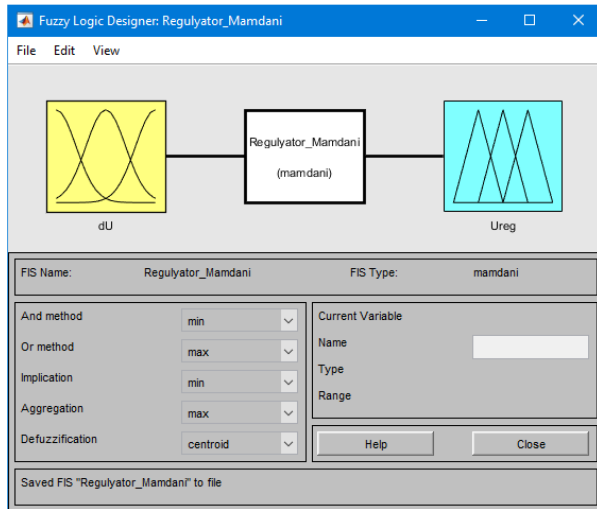 Fuzzy Logic Designer: Regulyator_Mamdani
File Edit View
Regulyator_Mamdani
(mamdani)
dU
Ureg
FIS Name: Regulyator_Mamdani FIS Type: mamdani
And method min
Or method max
Implication min
Aggregation max
Defuzzification centroid
Current Variable
Name
Type
Range
Help Close
Saved FIS "Regulyator_Mamdani" to file